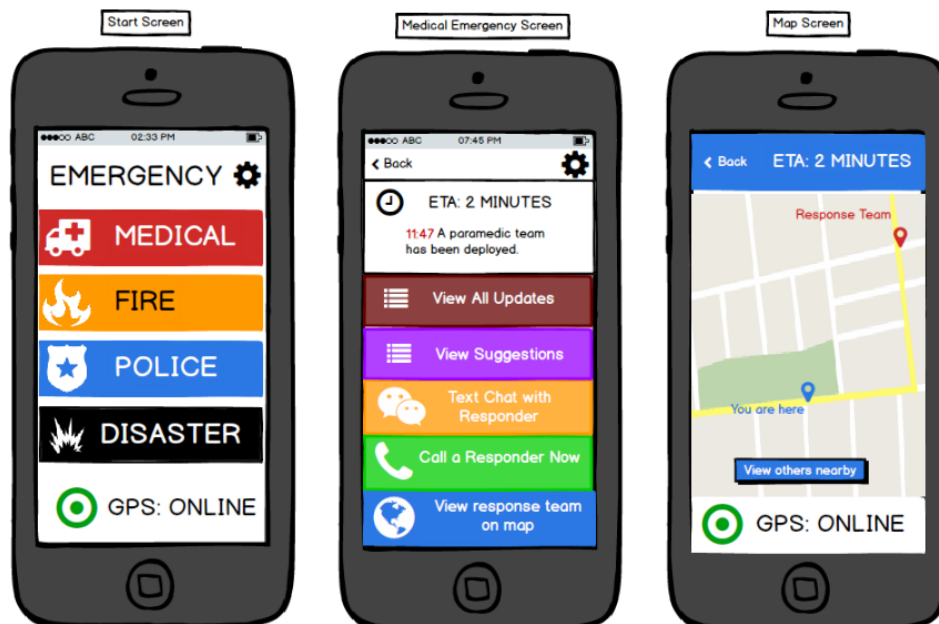 Start Screen
ABC 02:33 PM
EMERGENCY
MEDICAL
FIRE
POLICE
DISASTER
GPS: ONLINE
Medical Emergency Screen
ABC 07:45 PM
Back
ETA: 2 MINUTES
11:47 A paramedic team
has been deployed.
View All Updates
View Suggestions
Text Chat with
Responder
Call a Responder Now
View response team
on map
Map Screen
Back ETA: 2 MINUTES
Response Team
You are here
View others nearby
GPS: ONLINE